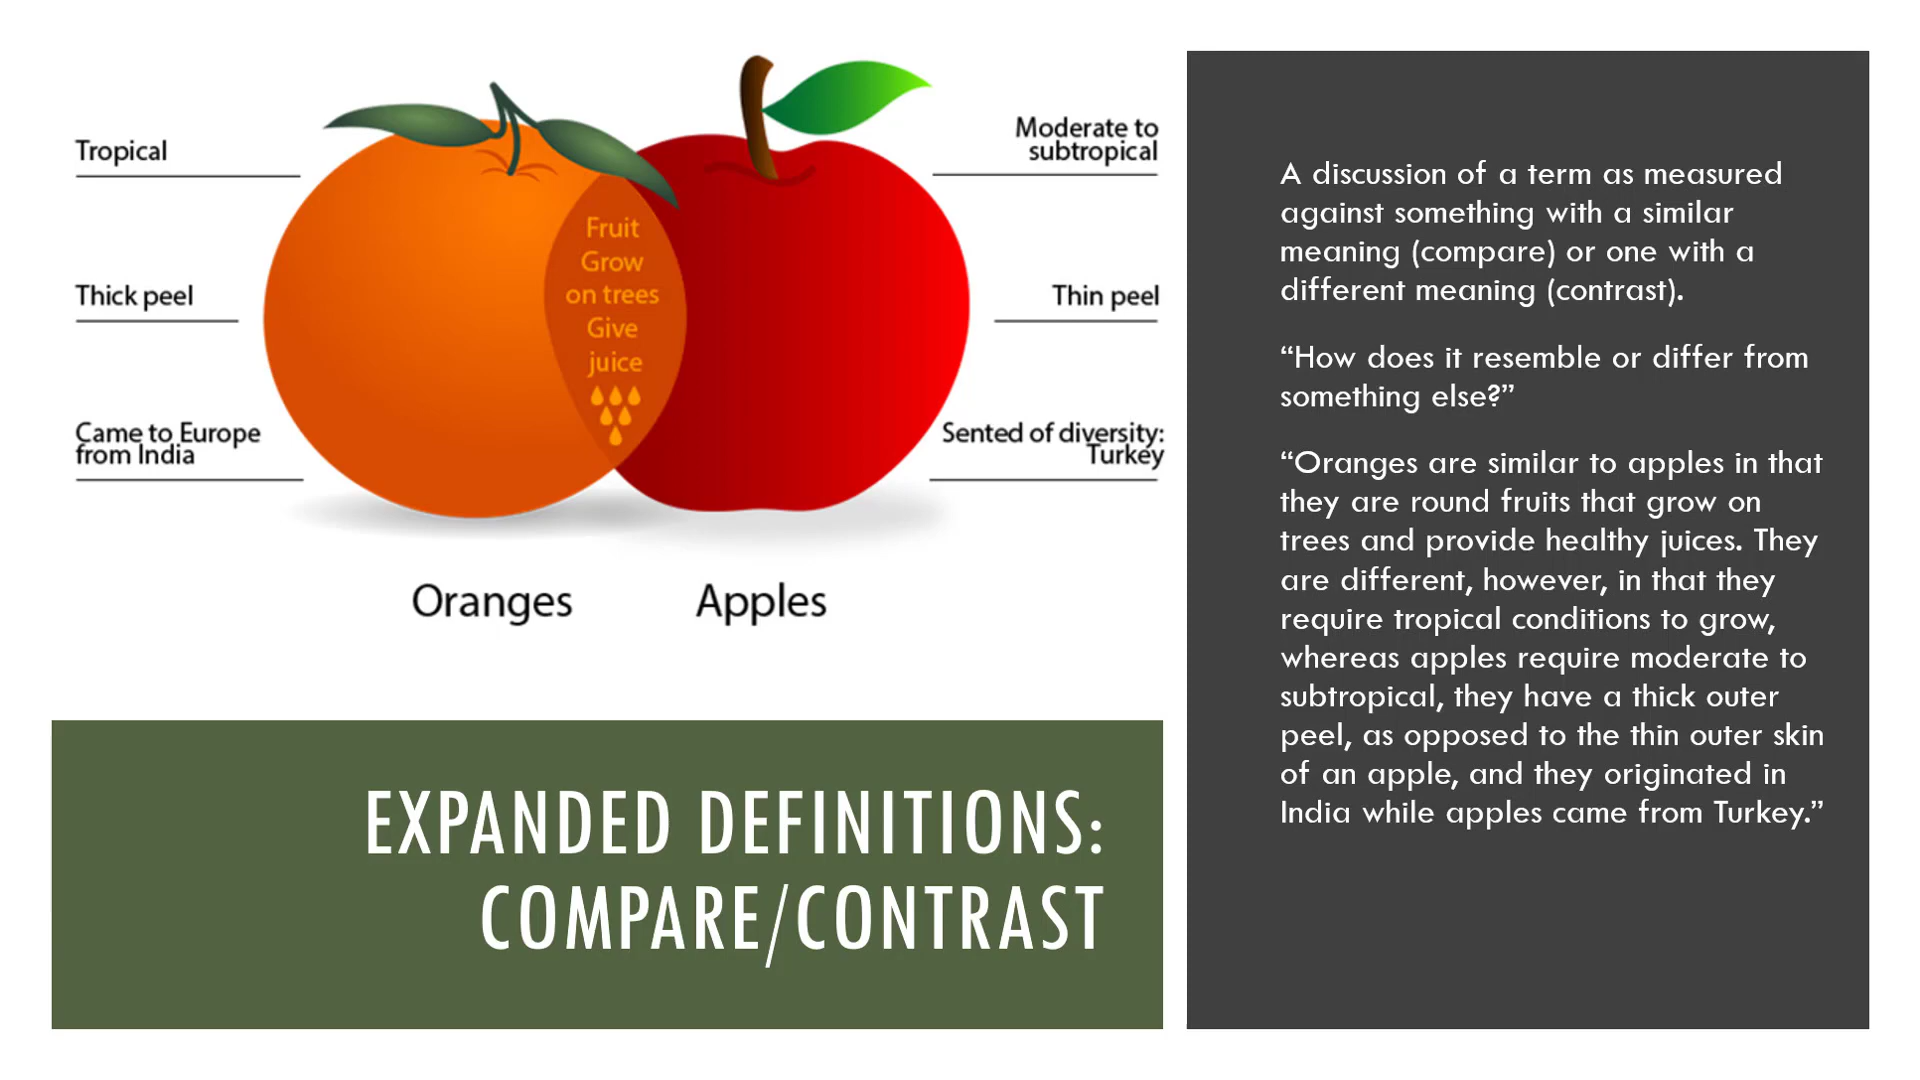 Tropical
Thick peel
Came to Europe
from India
Fruit
Grow
on trees
Give
juice
Moderate to
subtropical
Thin peel
Sented of diversity:
Turkey
Oranges
Apples
EXPANDED DEFINITIONS:
COMPARE/CONTRAST
A discussion of a term as measured
against something with a similar
meaning (compare) or one with a
different meaning (contrast).
“How does it resemble or differ from
something else?”
“Oranges are similar to apples in that
they are round fruits that grow on
trees and provide healthy juices. They
are different, however, in that they
require tropical conditions to grow,
whereas apples require moderate to
subtropical, they have a thick outer
peel, as opposed to the thin outer skin
of an apple, and they originated in
India while apples came from Turkey.”